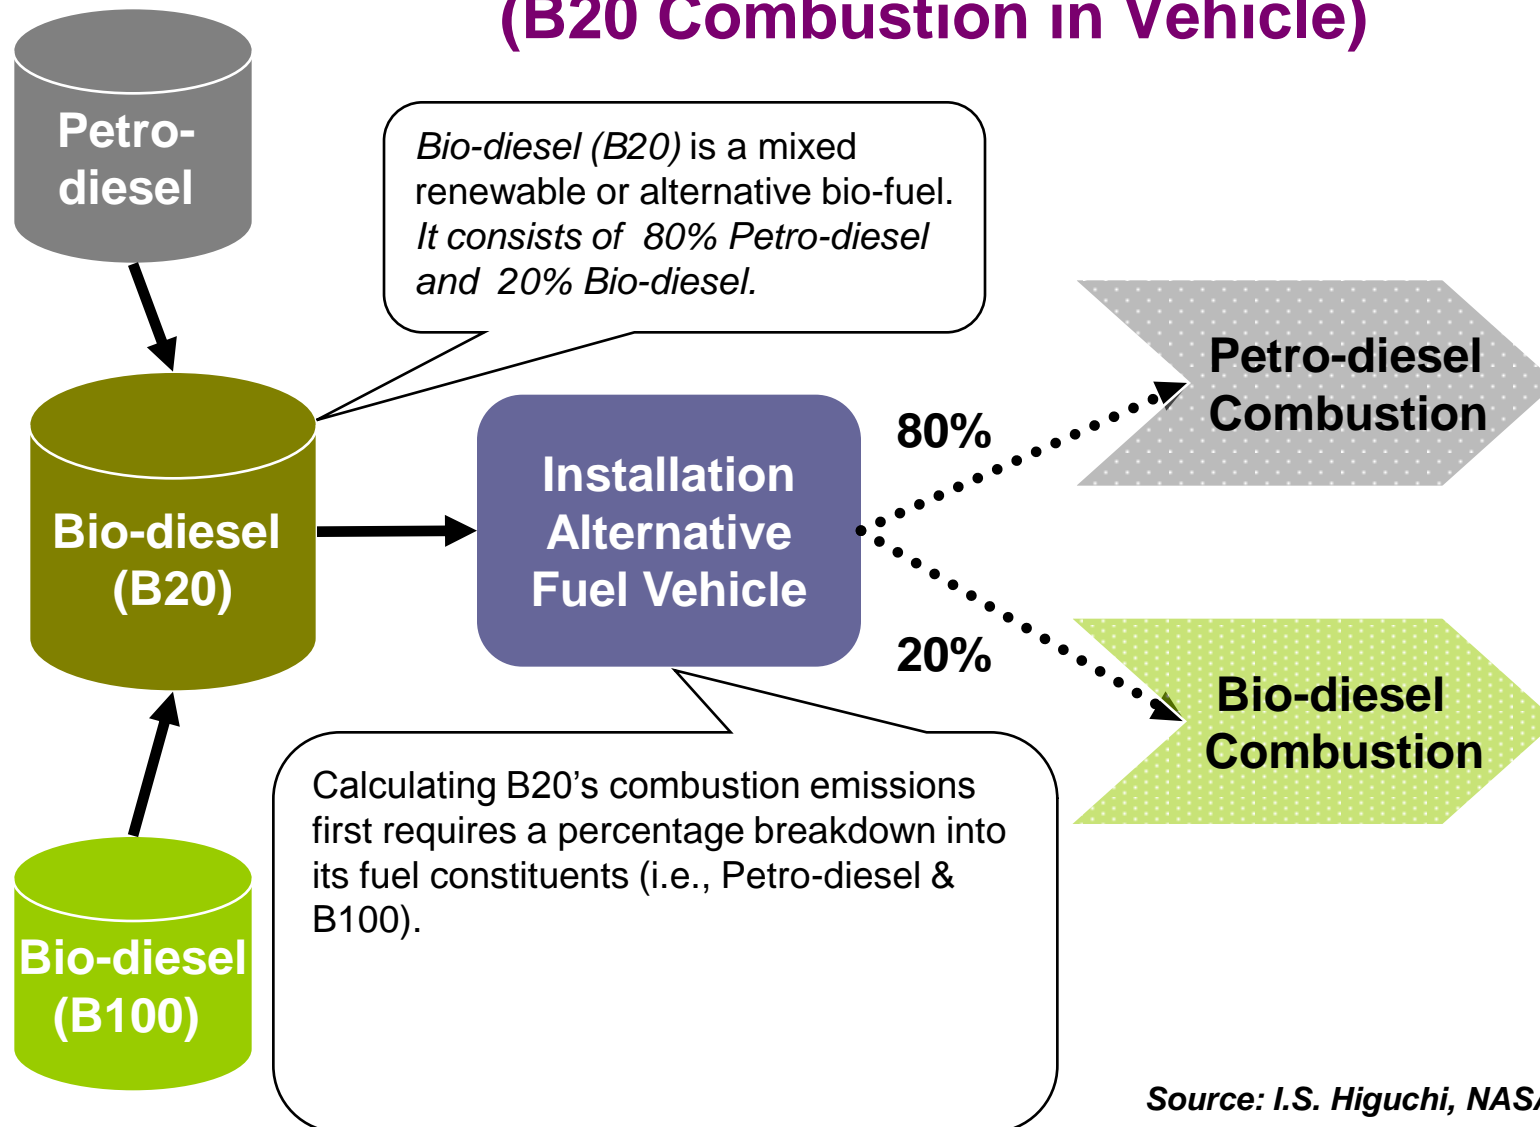 (B20 Combustion in Vehicle)
Petro-
diesel
Bio-diesel (B20) is a mixed
renewable or alternative bio-fuel.
It consists of  80% Petro-diesel
and  20% Bio-diesel.
Petro-diesel
Combustion
80%
Installation
Alternative
Fuel Vehicle
Bio-diesel
(B20)
20%
Bio-diesel
Combustion
Calculating B20’s combustion emissions
first requires a percentage breakdown into
its fuel constituents (i.e., Petro-diesel &
B100).
Bio-diesel
(B100)
Source: I.S. Higuchi, NASA